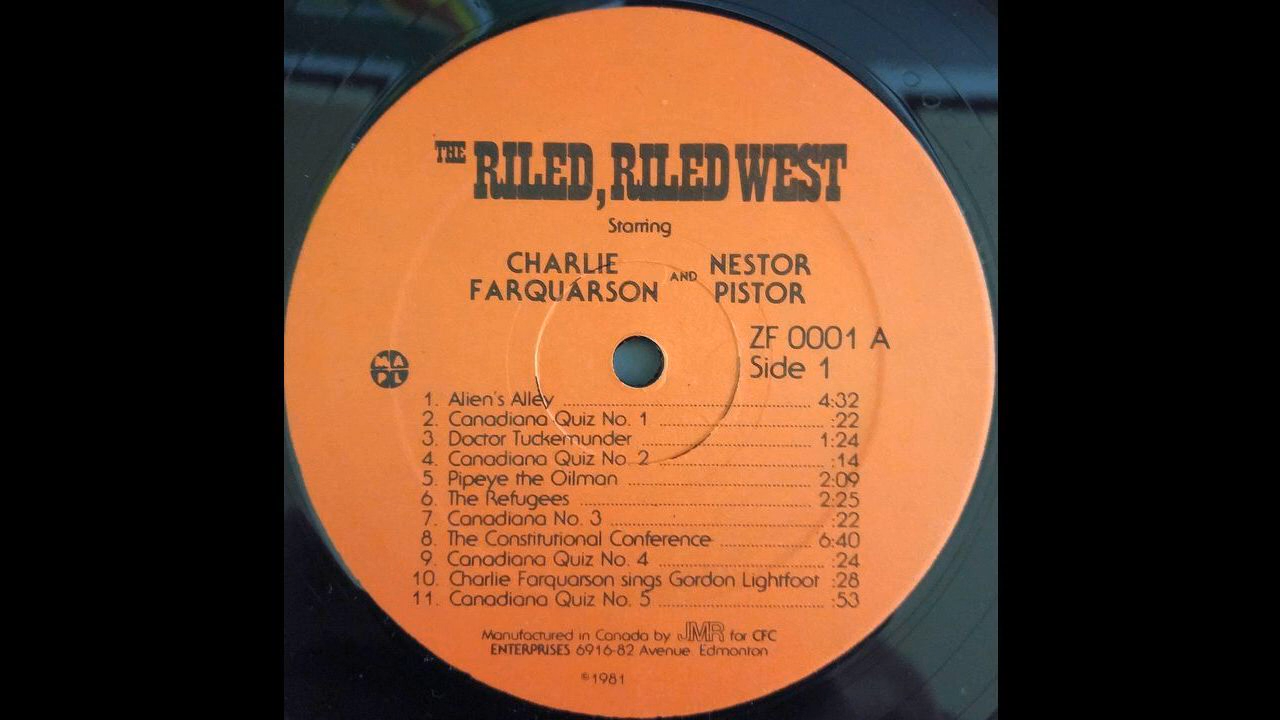 THE RILED, RILED WEST
Starring
CHARLIE FARQUARSON AND NESTOR PISTOR
ZF 0001 A
Side 1
MAPL
1. Alien's Alley 4:32
2. Canadiana Quiz No. 1 :22
3. Doctor Tuckemunder 1:24
4. Canadiana Quiz No. 2 :14
5. Pipeye the Oilman 2:09
6. The Refugees 2:25
7. Canadiana No. 3 :22
8. The Constitutional Conference 6:40
9. Canadiana Quiz No. 4 :24
10. Charlie Farquarson sings Gordon Lightfoot :28
11. Canadiana Quiz No. 5 :53
Manufactured in Canada by JMR for CFC
ENTERPRISES 6916-82 Avenue. Edmonton
©1981